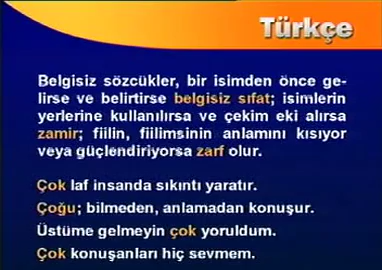 Türkçe
Belgisiz sözcükler, bir isimden önce ge-
lirse ve belirtirse belgisiz sıfat; isimlerin
yerlerine kullanılırsa ve çekim eki alırsa
zamir; fiilin, fiilimsinin anlamını kısıyor
veya güçlendiriyorsa zarf olur.
Çok laf insanda sıkıntı yaratır.
Çoğu; bilmeden, anlamadan konuşur.
Üstüme gelmeyin çok yoruldum.
Çok konuşanları hiç sevmem.